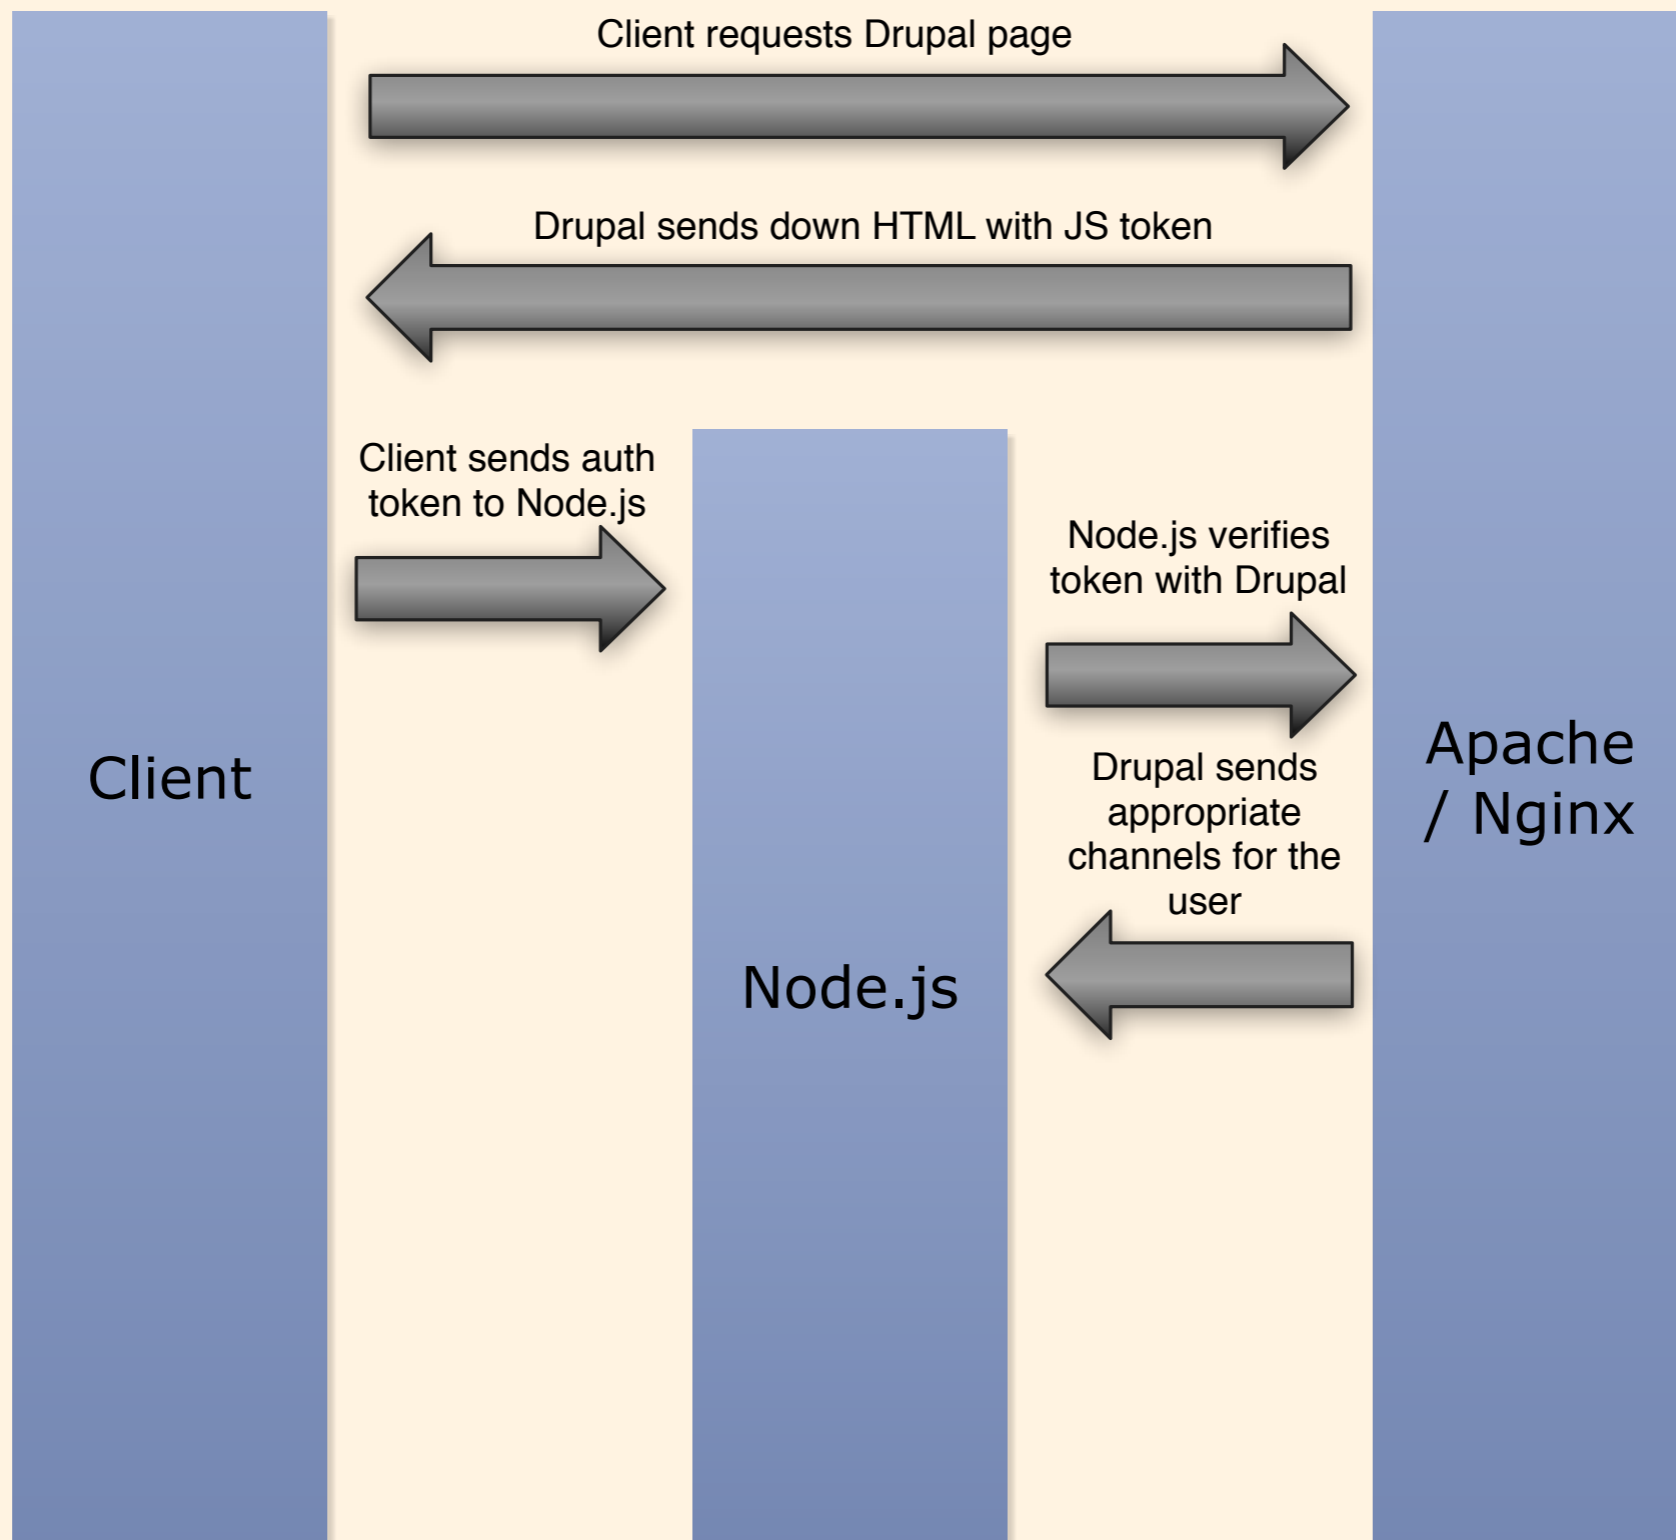 Client requests Drupal page
Drupal sends down HTML with JS token
Client sends auth
token to Node.js
Node.js verifies
token with Drupal
Drupal sends
appropriate
channels for the
user
Client
Node.js
Apache
/ Nginx